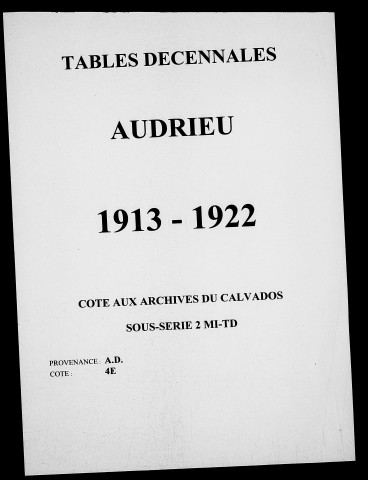 TABLES DECENNALES
AUDRIEU
1913 - 1922
COTE AUX ARCHIVES DU CALVADOS
SOUS-SERIE 2 MI-TD
PROVENANCE : A.D.
COTE : 4E